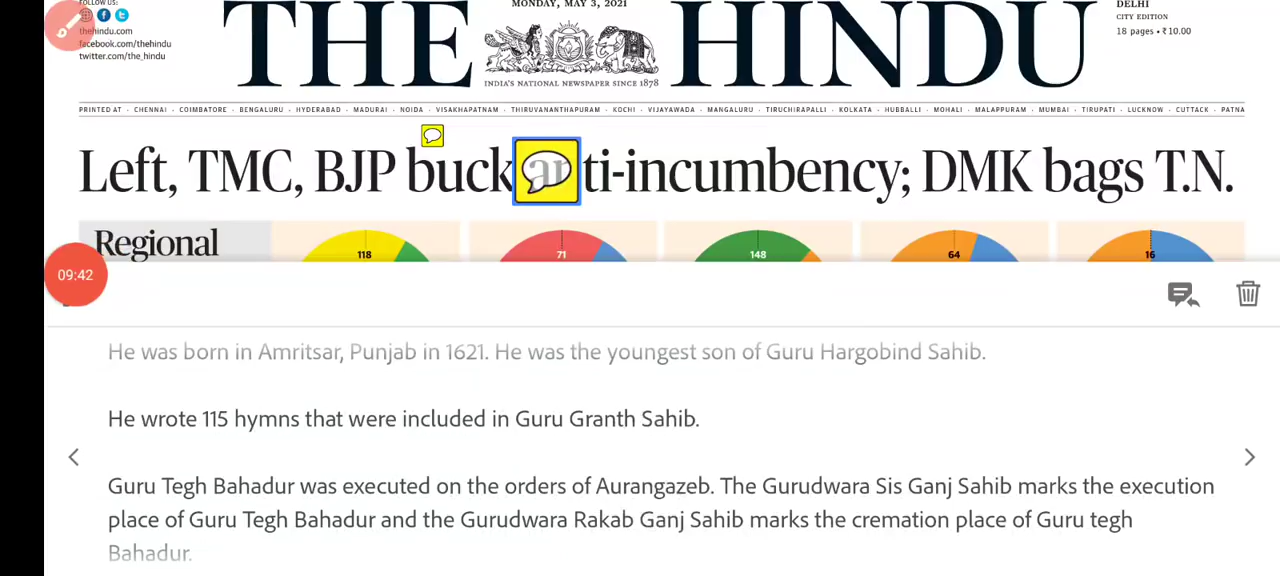 FOLLOW US
MONDAY, MAY 3, 2021
DELHI
CITY EDITION
18 pages • ₹10.00
thehindu.com
facebook.com/thehindu
twitter.com/the_hindu
THE HINDU
INDIA'S NATIONAL NEWSPAPER SINCE 1878
PRINTED AT · CHENNAI · COIMBATORE · BENGALURU · HYDERABAD · MADURAI · NOIDA · VISAKHAPATNAM · THIRUVANANTHAPURAM · KOCHI · VIJAYAWADA · MANGALURU · TIRUCHIRAPALLI · KOLKATA · HUBBALLI · MOHALI · MALAPPURAM · MUMBAI · TIRUPATI · LUCKNOW · CUTTACK · PATNA
Left, TMC, BJP buck anti-incumbency; DMK bags T.N.
Regional
118
71
148
64
16
09:42
He was born in Amritsar, Punjab in 1621. He was the youngest son of Guru Hargobind Sahib.
He wrote 115 hymns that were included in Guru Granth Sahib.
Guru Tegh Bahadur was executed on the orders of Aurangazeb. The Gurudwara Sis Ganj Sahib marks the execution
place of Guru Tegh Bahadur and the Gurudwara Rakab Ganj Sahib marks the cremation place of Guru tegh
Bahadur.